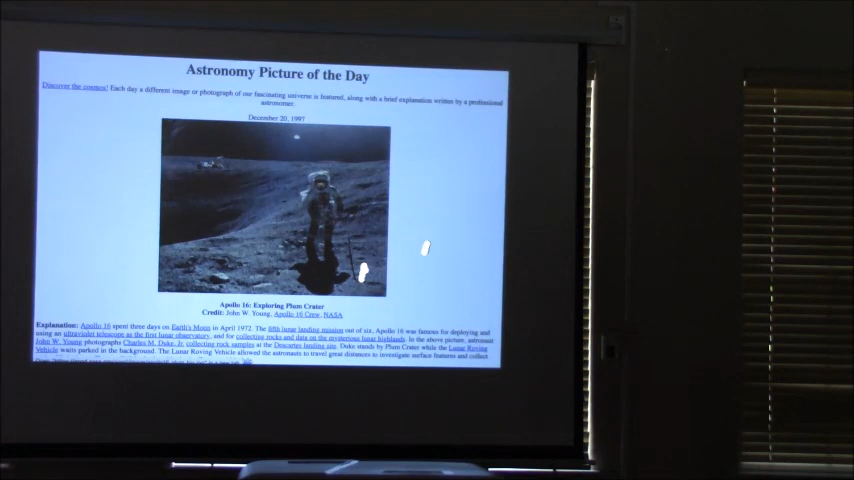 Astronomy Picture of the Day
Discover the cosmos! Each day a different image or photograph of our fascinating universe is featured, along with a brief explanation written by a professional
astronomer.
December 20, 1997
Apollo 16: Exploring Plum Crater
Credit: John W. Young, Apollo 16 Crew, NASA
Explanation: Apollo 16 spent three days on Earth's Moon in April 1972. The fifth lunar landing mission out of six, Apollo 16 was famous for deploying and
using an ultraviolet telescope as the first lunar observatory, and for collecting rocks and data on the mysterious lunar highlands. In the above picture, astronaut
John W. Young photographs Charles M. Duke, Jr. collecting rock samples at the Descartes landing site. Duke stands by Plum Crater while the Lunar Roving
Vehicle waits parked in the background. The Lunar Roving Vehicle allowed the astronauts to travel great distances to investigate surface features and collect